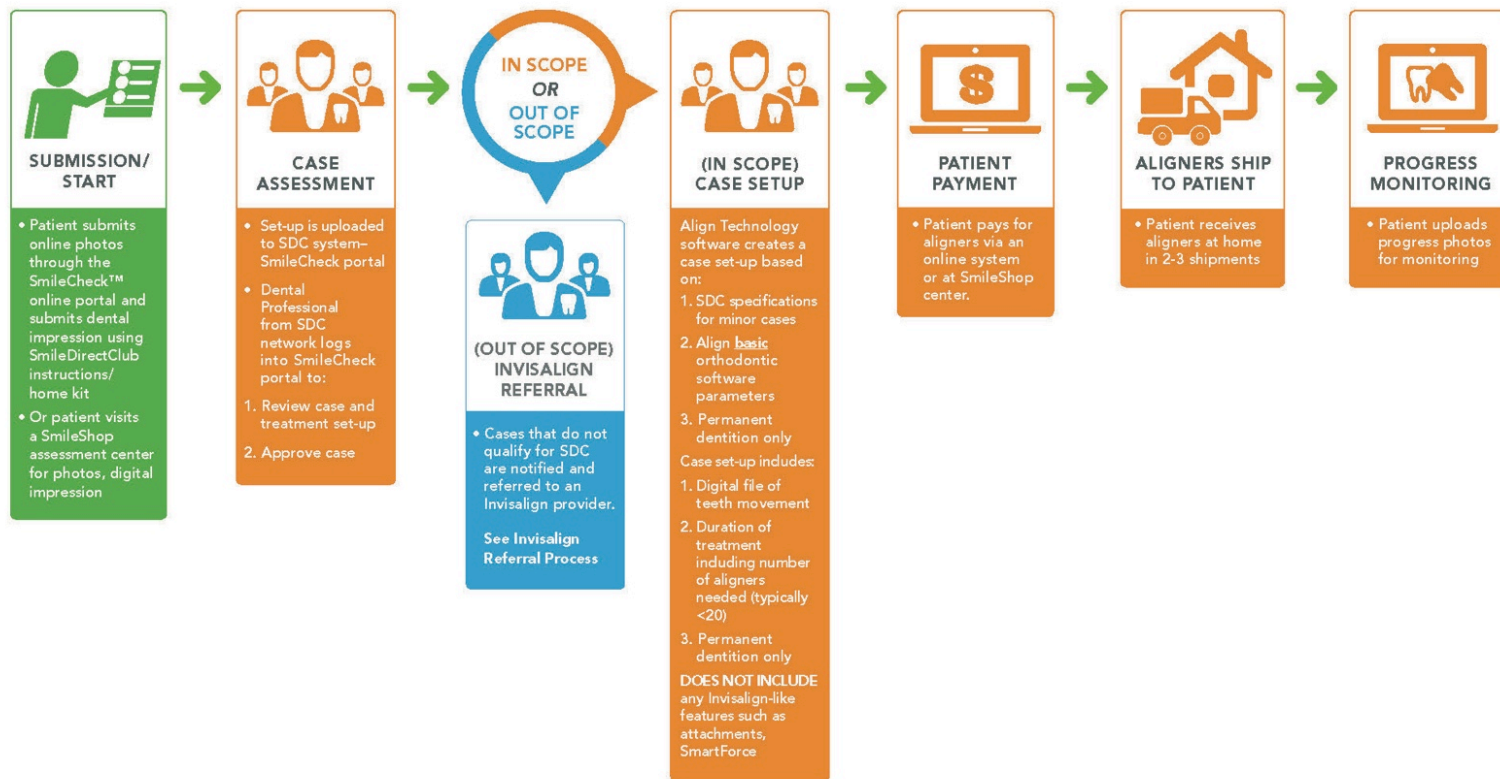 SUBMISSION/
START
• Patient submits
online photos
through the
SmileCheck™
online portal and
submits dental
impression using
SmileDirectClub
instructions/
home kit
• Or patient visits
a SmileShop
assessment center
for photos, digital
impression
CASE
ASSESSMENT
• Set-up is uploaded
to SDC system–
SmileCheck portal
• Dental
Professional
from SDC
network logs
into SmileCheck
portal to:
1. Review case and
treatment set-up
2. Approve case
IN SCOPE
OR
OUT OF
SCOPE
(OUT OF SCOPE)
INVISALIGN
REFERRAL
• Cases that do not
qualify for SDC
are notified and
referred to an
Invisalign provider.
See Invisalign
Referral Process
(IN SCOPE)
CASE SETUP
Align Technology
software creates a
case set-up based
on:
1. SDC specifications
for minor cases
2. Align basic
orthodontic
software
parameters
3. Permanent
dentition only
Case set-up includes:
1. Digital file of
teeth movement
2. Duration of
treatment
including number
of aligners
needed (typically
<20)
3. Permanent
dentition only
DOES NOT INCLUDE
any Invisalign-like
features such as
attachments,
SmartForce
$
PATIENT
PAYMENT
• Patient pays for
aligners via an
online system
or at SmileShop
center.
ALIGNERS SHIP
TO PATIENT
• Patient receives
aligners at home
in 2-3 shipments
PROGRESS
MONITORING
• Patient uploads
progress photos
for monitoring